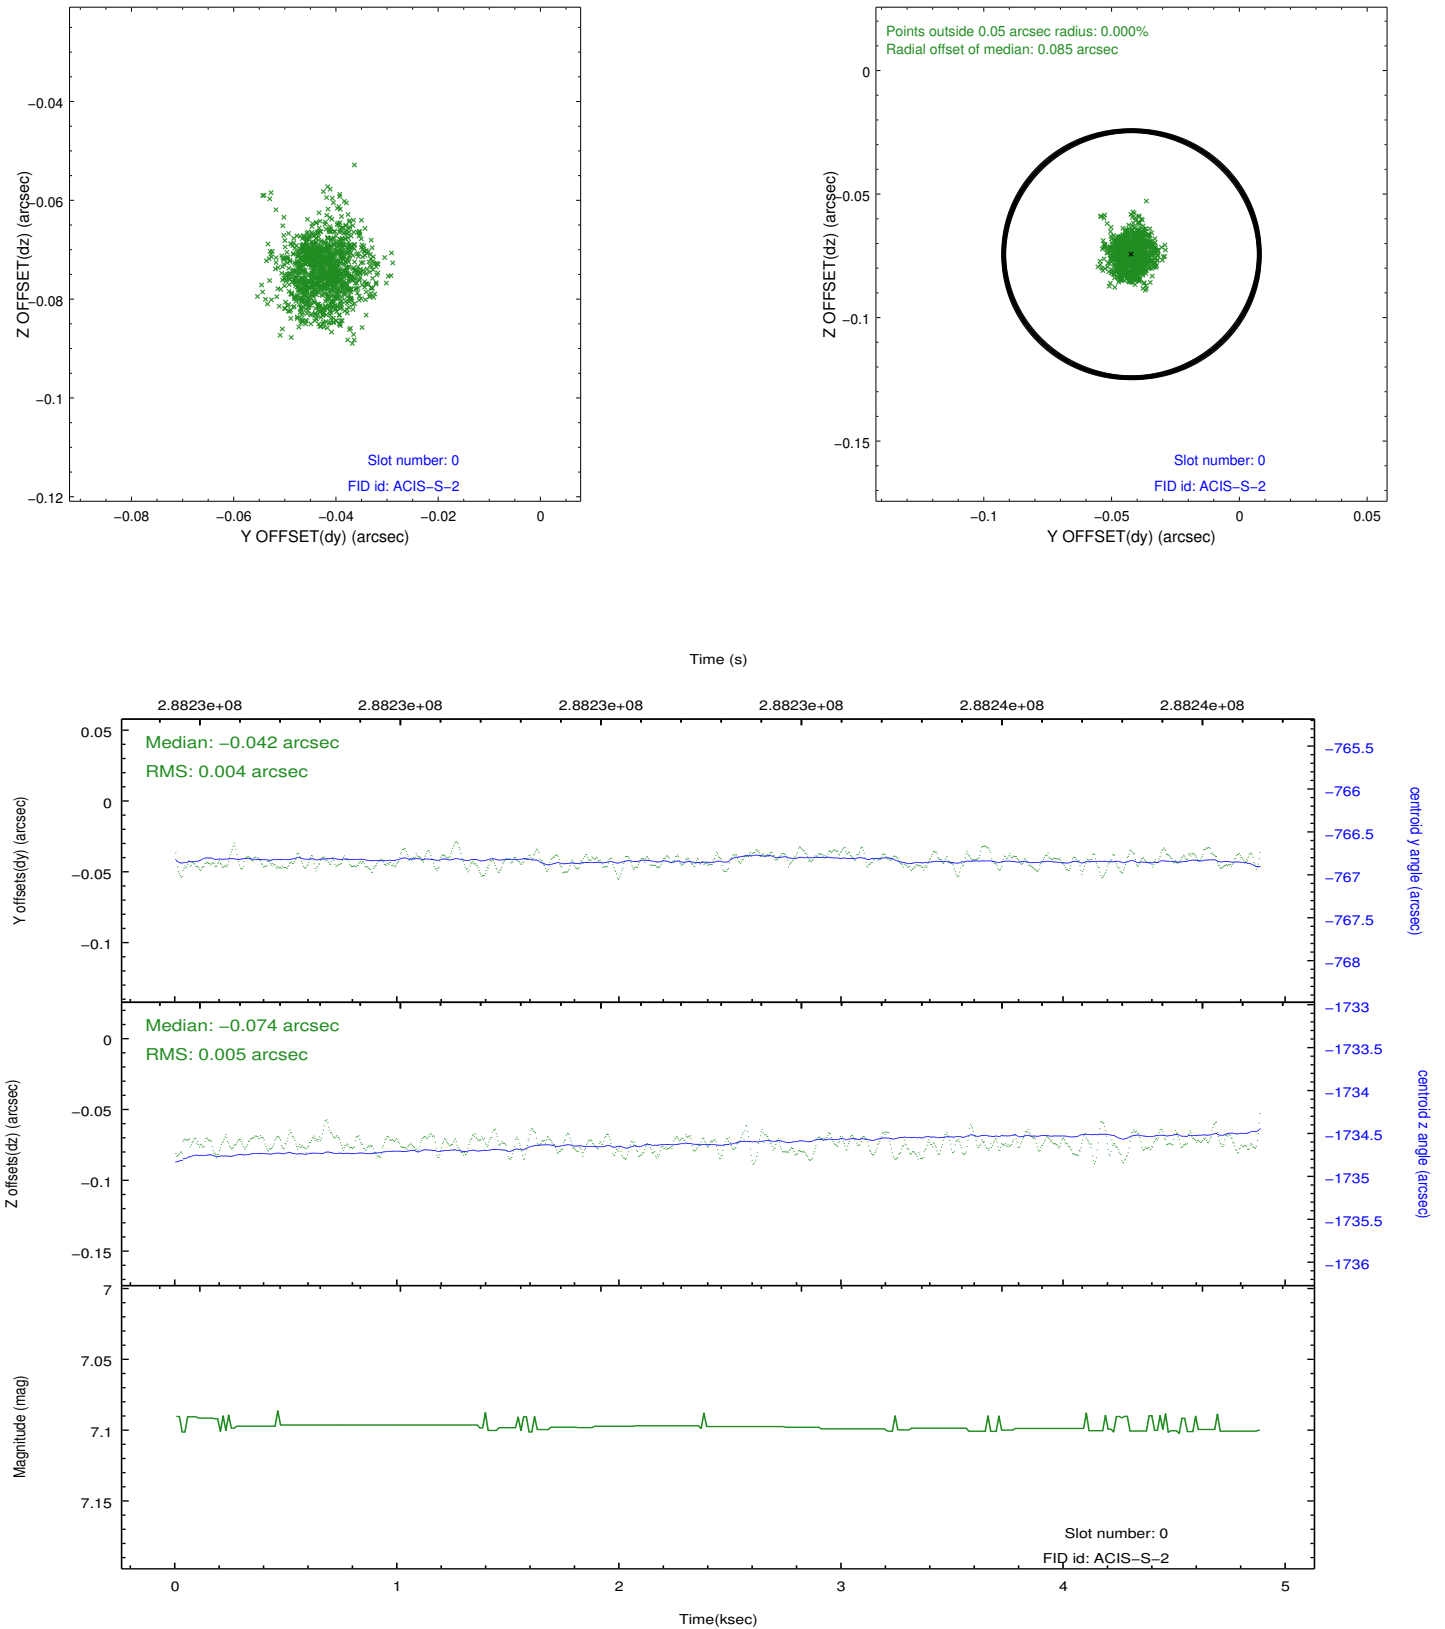 −0.04
−0.06
−0.08
−0.1
−0.12
Z OFFSET(dz) (arcsec)
Slot number: 0
FID id: ACIS−S−2
−0.08
−0.06
−0.04
−0.02
0
Y OFFSET(dy) (arcsec)
Points outside 0.05 arcsec radius: 0.000%
Radial offset of median: 0.085 arcsec
0
−0.05
−0.1
−0.15
Z OFFSET(dz) (arcsec)
Slot number: 0
FID id: ACIS−S−2
−0.1
−0.05
0
0.05
Y OFFSET(dy) (arcsec)
Time (s)
2.8823e+08
2.8823e+08
2.8823e+08
2.8823e+08
2.8824e+08
2.8824e+08
Median: −0.042 arcsec
RMS: 0.004 arcsec
0.05
0
−0.05
−0.1
Y offsets(dy) (arcsec)
−765.5
−766
−766.5
−767
−767.5
−768
centroid y angle (arcsec)
Median: −0.074 arcsec
RMS: 0.005 arcsec
0
−0.05
−0.1
−0.15
Z offsets(dz) (arcsec)
−1733
−1733.5
−1734
−1734.5
−1735
−1735.5
−1736
centroid z angle (arcsec)
7
7.05
7.1
7.15
Magnitude (mag)
Slot number: 0
FID id: ACIS−S−2
0
1
2
3
4
5
Time(ksec)